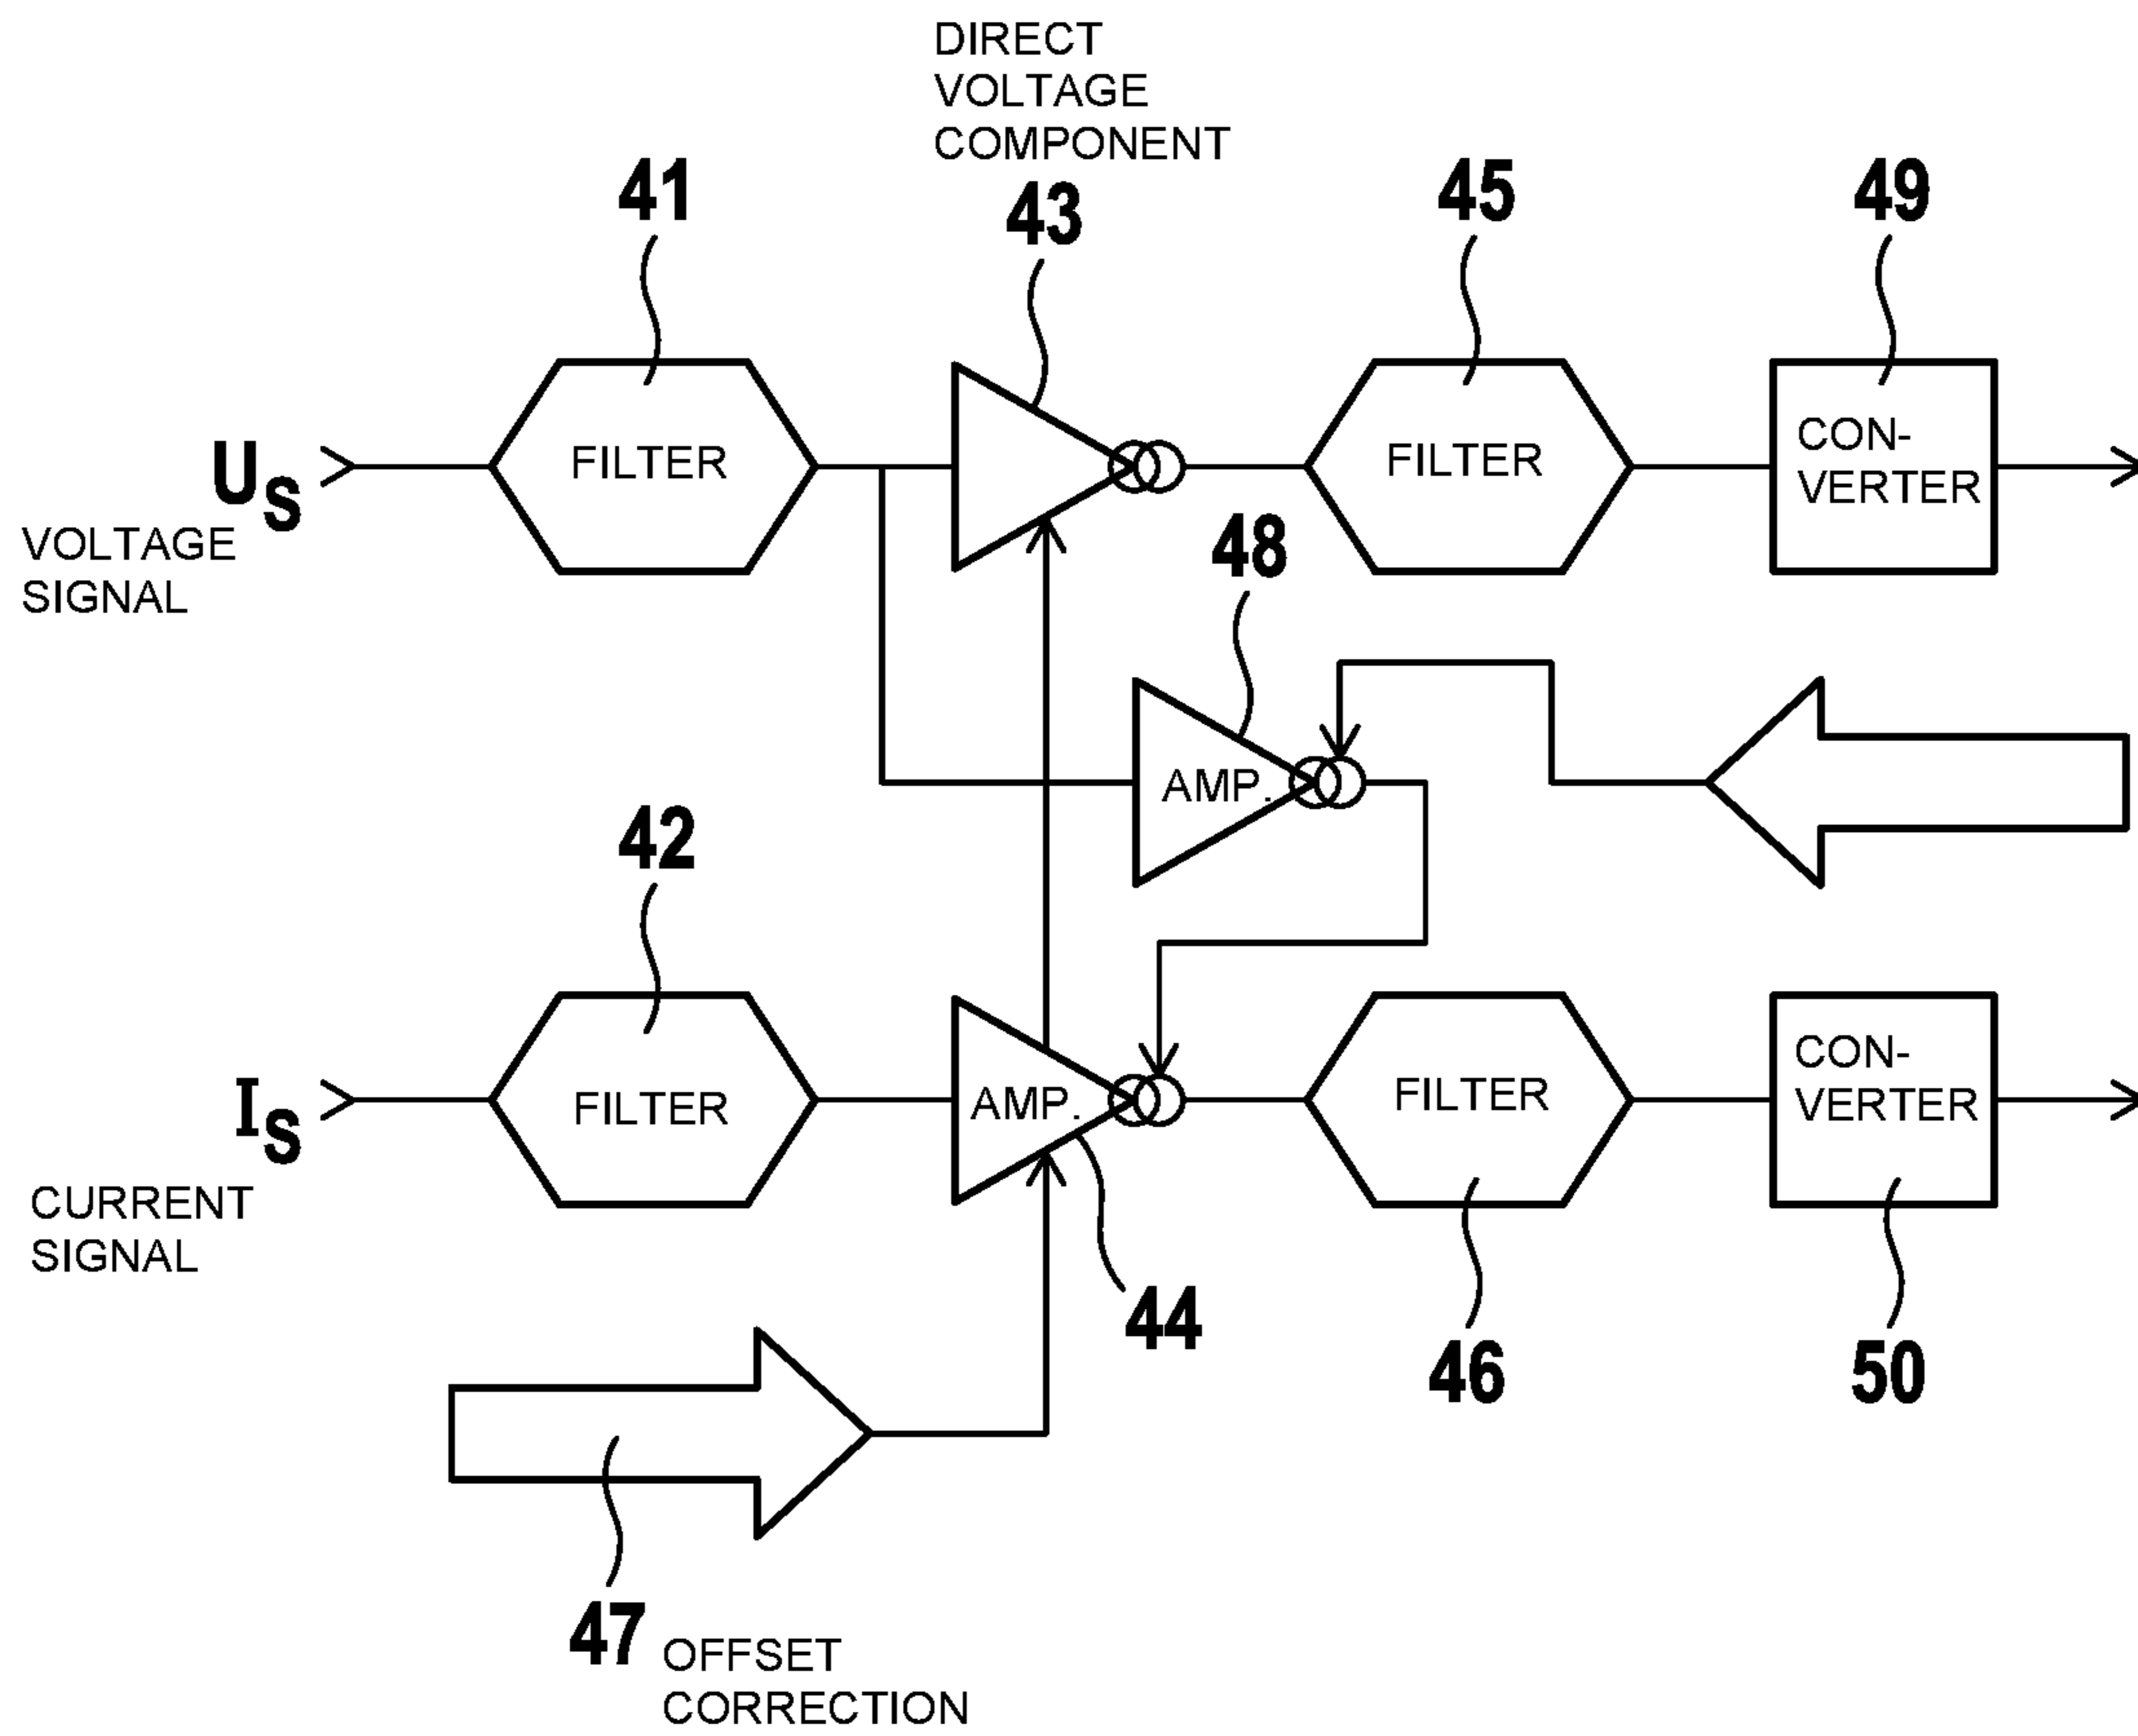 DIRECT
VOLTAGE
COMPONENT
41
43
45
49
FILTER
FILTER
CON-
VERTER
US
VOLTAGE
SIGNAL
48
AMP.
42
FILTER
AMP.
FILTER
CON-
VERTER
IS
CURRENT
SIGNAL
44
46
50
47
OFFSET
CORRECTION